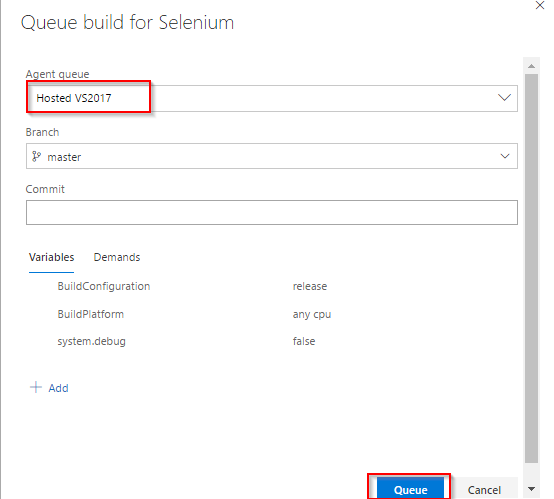 Queue build for Selenium
Agent queue
Hosted VS2017
Branch
master
Commit
Variables Demands
BuildConfiguration release
BuildPlatform any cpu
system.debug false
Add
Queue Cancel